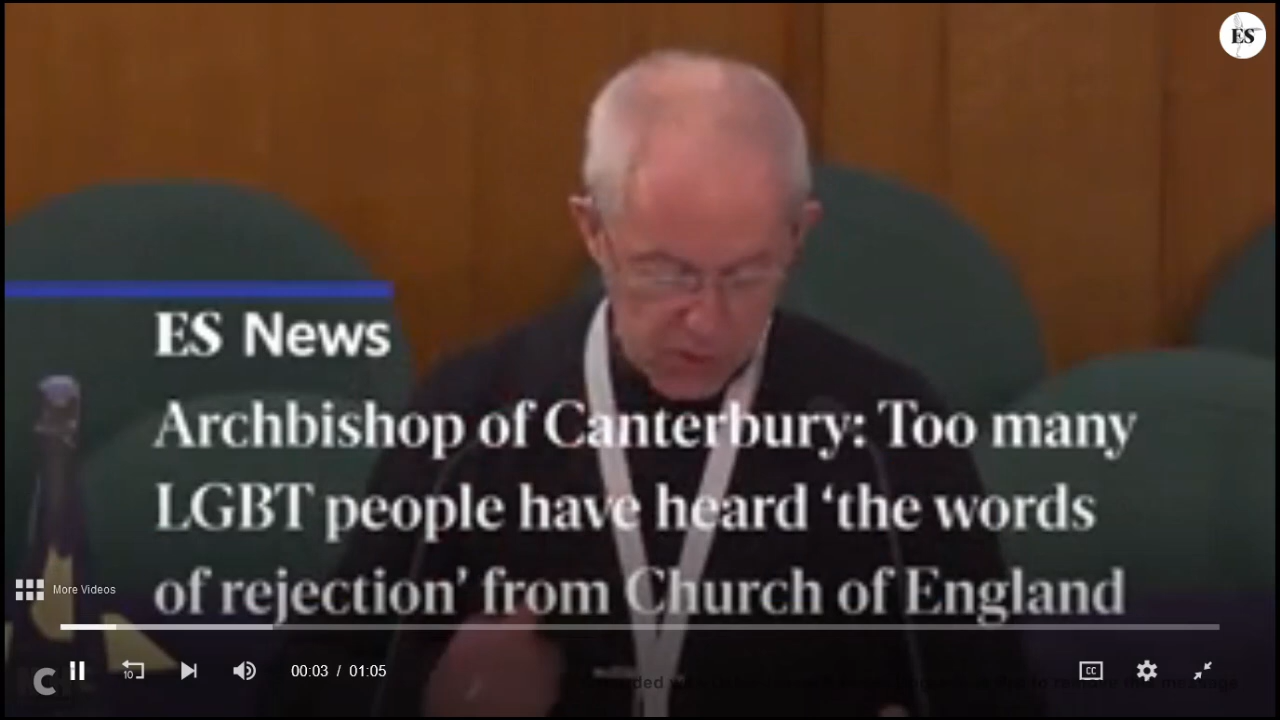 ES
ES News
Archbishop of Canterbury: Too many
LGBT people have heard ‘the words
of rejection’ from Church of England
More Videos
10
00:03 / 01:05
CC